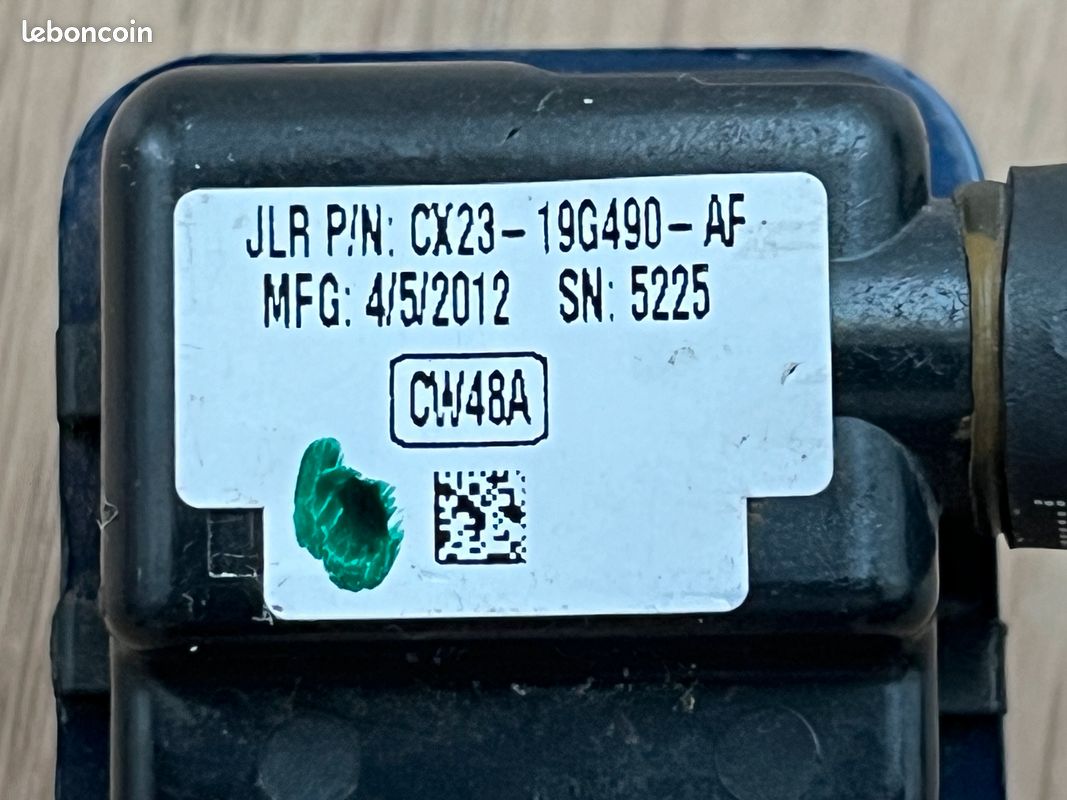 leboncoin
JLR P/N: CX23-19G490-AF
MFG: 4/5/2012 SN: 5225
CW48A